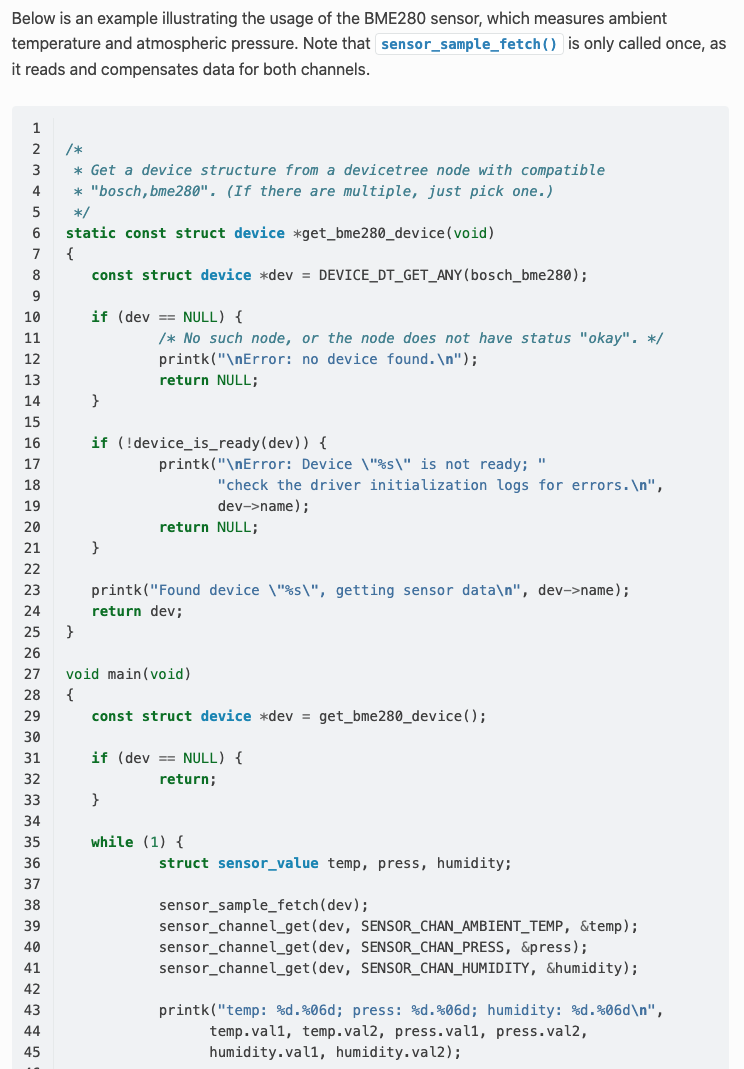 Below is an example illustrating the usage of the BME280 sensor, which measures ambient
temperature and atmospheric pressure. Note that sensor_sample_fetch() is only called once, as
it reads and compensates data for both channels.
1
2 /*
3  * Get a device structure from a devicetree node with compatible
4  * "bosch,bme280". (If there are multiple, just pick one.)
5  */
6 static const struct device *get_bme280_device(void)
7 {
8    const struct device *dev = DEVICE_DT_GET_ANY(bosch_bme280);
9
10    if (dev == NULL) {
11            /* No such node, or the node does not have status "okay". */
12            printk("\nError: no device found.\n");
13            return NULL;
14    }
15
16    if (!device_is_ready(dev)) {
17            printk("\nError: Device \"%s\" is not ready; "
18                   "check the driver initialization logs for errors.\n",
19                   dev->name);
20            return NULL;
21    }
22
23    printk("Found device \"%s\", getting sensor data\n", dev->name);
24    return dev;
25 }
26
27 void main(void)
28 {
29    const struct device *dev = get_bme280_device();
30
31    if (dev == NULL) {
32            return;
33    }
34
35    while (1) {
36            struct sensor_value temp, press, humidity;
37
38            sensor_sample_fetch(dev);
39            sensor_channel_get(dev, SENSOR_CHAN_AMBIENT_TEMP, &temp);
40            sensor_channel_get(dev, SENSOR_CHAN_PRESS, &press);
41            sensor_channel_get(dev, SENSOR_CHAN_HUMIDITY, &humidity);
42
43            printk("temp: %d.%06d; press: %d.%06d; humidity: %d.%06d\n",
44                  temp.val1, temp.val2, press.val1, press.val2,
45                  humidity.val1, humidity.val2);